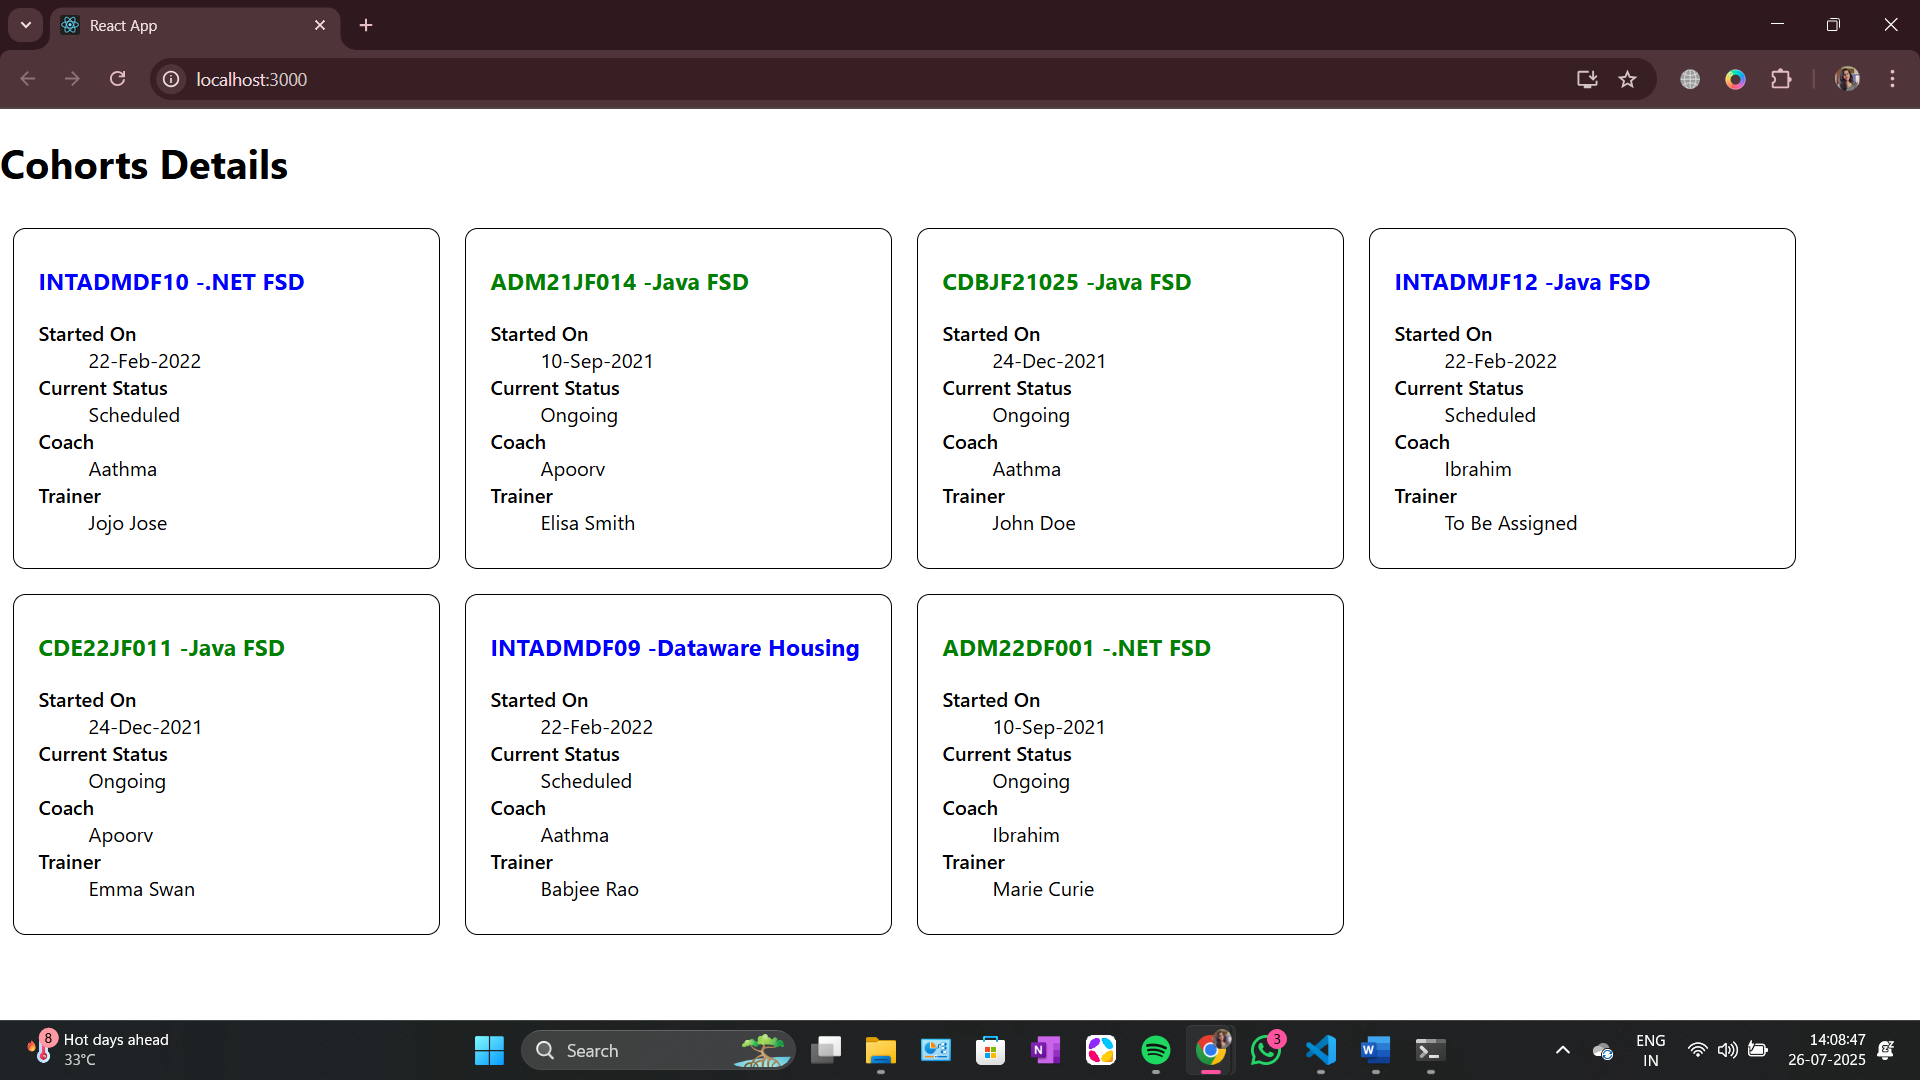 React App
localhost:3000
Cohorts Details
INTADMDF10 -.NET FSD
Started On
22-Feb-2022
Current Status
Scheduled
Coach
Aathma
Trainer
Jojo Jose
ADM21JF014 -Java FSD
Started On
10-Sep-2021
Current Status
Ongoing
Coach
Apoorv
Trainer
Elisa Smith
CDBJF21025 -Java FSD
Started On
24-Dec-2021
Current Status
Ongoing
Coach
Aathma
Trainer
John Doe
INTADMJF12 -Java FSD
Started On
22-Feb-2022
Current Status
Scheduled
Coach
Ibrahim
Trainer
To Be Assigned
CDE22JF011 -Java FSD
Started On
24-Dec-2021
Current Status
Ongoing
Coach
Apoorv
Trainer
Emma Swan
INTADMDF09 -Dataware Housing
Started On
22-Feb-2022
Current Status
Scheduled
Coach
Aathma
Trainer
Babjee Rao
ADM22DF001 -.NET FSD
Started On
10-Sep-2021
Current Status
Ongoing
Coach
Ibrahim
Trainer
Marie Curie
8
Hot days ahead
33°C
Search
N
3
W
ENG
IN
14:08:47
26-07-2025